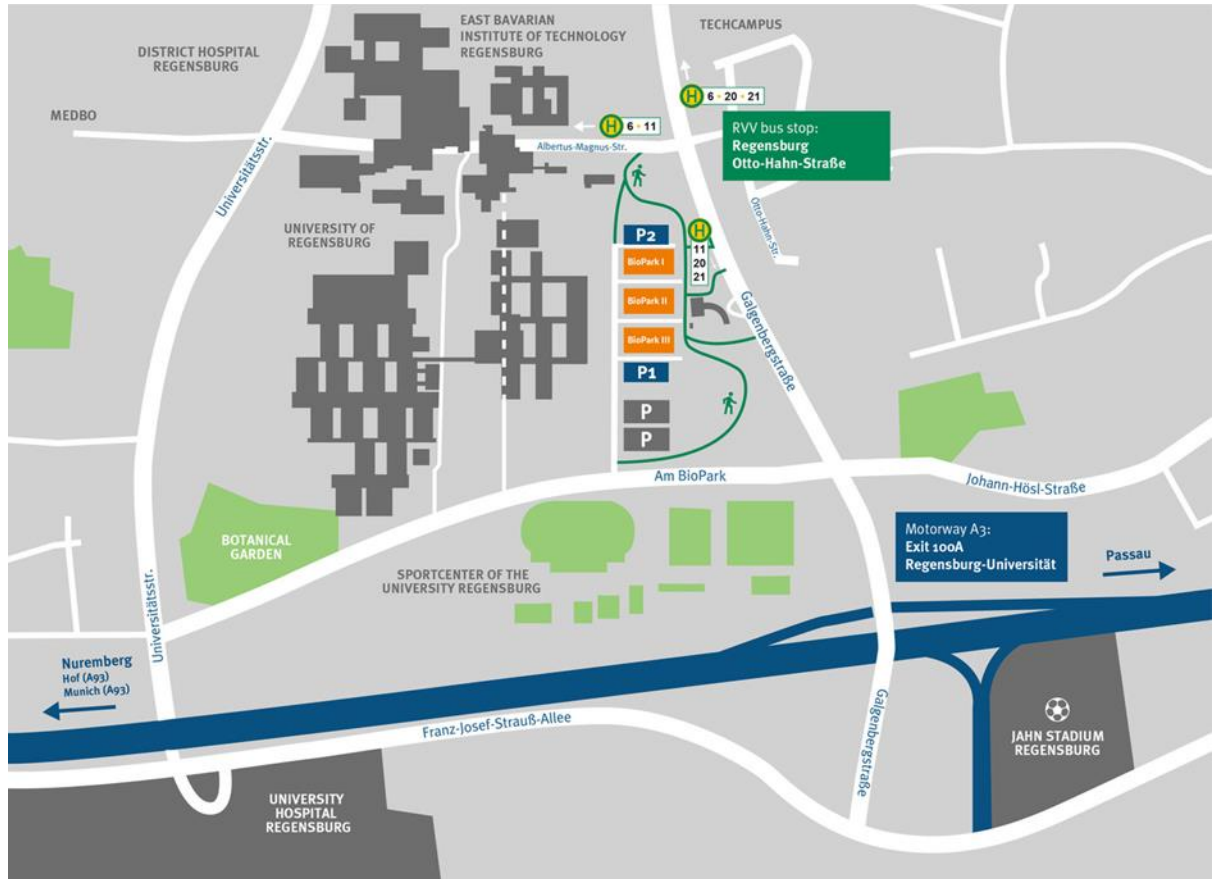 EAST BAVARIAN
INSTITUTE OF TECHNOLOGY
REGENSBURG
TECHCAMPUS
DISTRICT HOSPITAL
REGENSBURG
MEDBO
H 6 • 20 • 21
H 6 • 11
RVV bus stop:
Regensburg
Otto-Hahn-Straße
Albertus-Magnus-Str.
Universitätsstr.
Otto-Hahn-Str.
UNIVERSITY OF
REGENSBURG
P2
H
11
20
21
BioPark I
BioPark II
BioPark III
P1
P
P
Galgenbergstraße
Am BioPark
Johann-Hösl-Straße
BOTANICAL
GARDEN
SPORTCENTER OF THE
UNIVERSITY REGENSBURG
Motorway A3:
Exit 100A
Regensburg-Universität
Passau
Universitätsstr.
Nuremberg
Hof (A93)
Munich (A93)
Franz-Josef-Strauß-Allee
Galgenbergstraße
JAHN STADIUM
REGENSBURG
UNIVERSITY
HOSPITAL
REGENSBURG